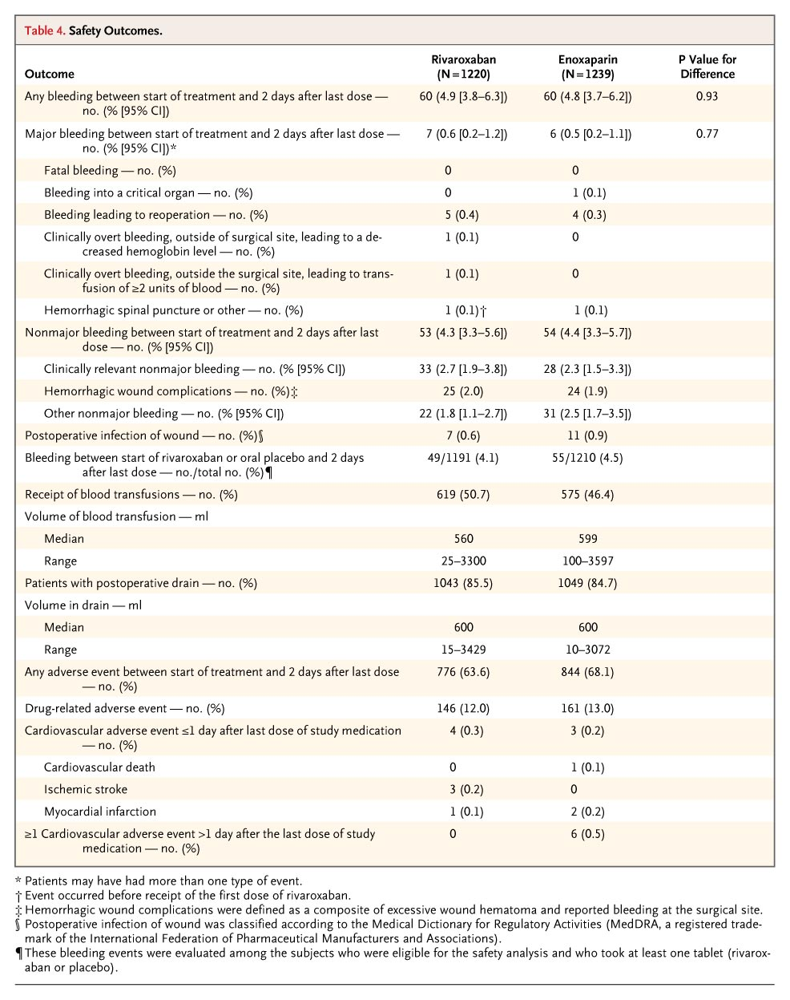 Table 4. Safety Outcomes.
Outcome Rivaroxaban (N=1220) Enoxaparin (N=1239) P Value for Difference
Any bleeding between start of treatment and 2 days after last dose — 60 (4.9 [3.8–6.3]) 60 (4.8 [3.7–6.2]) 0.93
no. (% [95% CI])
Major bleeding between start of treatment and 2 days after last dose — 7 (0.6 [0.2–1.2]) 6 (0.5 [0.2–1.1]) 0.77
no. (% [95% CI])*
Fatal bleeding — no. (%) 0 0
Bleeding into a critical organ — no. (%) 0 1 (0.1)
Bleeding leading to reoperation — no. (%) 5 (0.4) 4 (0.3)
Clinically overt bleeding, outside of surgical site, leading to a de- 1 (0.1) 0
creased hemoglobin level — no. (%)
Clinically overt bleeding, outside the surgical site, leading to trans- 1 (0.1) 0
fusion of ≥2 units of blood — no. (%)
Hemorrhagic spinal puncture or other — no. (%) 1 (0.1)† 1 (0.1)
Nonmajor bleeding between start of treatment and 2 days after last 53 (4.3 [3.3–5.6]) 54 (4.4 [3.3–5.7])
dose — no. (% [95% CI])
Clinically relevant nonmajor bleeding — no. (% [95% CI]) 33 (2.7 [1.9–3.8]) 28 (2.3 [1.5–3.3])
Hemorrhagic wound complications — no. (%)‡ 25 (2.0) 24 (1.9)
Other nonmajor bleeding — no. (% [95% CI]) 22 (1.8 [1.1–2.7]) 31 (2.5 [1.7–3.5])
Postoperative infection of wound — no. (%)§ 7 (0.6) 11 (0.9)
Bleeding between start of rivaroxaban or oral placebo and 2 days 49/1191 (4.1) 55/1210 (4.5)
after last dose — no./total no. (%)¶
Receipt of blood transfusions — no. (%) 619 (50.7) 575 (46.4)
Volume of blood transfusion — ml
Median 560 599
Range 25–3300 100–3597
Patients with postoperative drain — no. (%) 1043 (85.5) 1049 (84.7)
Volume in drain — ml
Median 600 600
Range 15–3429 10–3072
Any adverse event between start of treatment and 2 days after last dose 776 (63.6) 844 (68.1)
— no. (%)
Drug-related adverse event — no. (%) 146 (12.0) 161 (13.0)
Cardiovascular adverse event ≤1 day after last dose of study medication 4 (0.3) 3 (0.2)
— no. (%)
Cardiovascular death 0 1 (0.1)
Ischemic stroke 3 (0.2) 0
Myocardial infarction 1 (0.1) 2 (0.2)
≥1 Cardiovascular adverse event >1 day after the last dose of study 0 6 (0.5)
medication — no. (%)
* Patients may have had more than one type of event.
† Event occurred before receipt of the first dose of rivaroxaban.
‡ Hemorrhagic wound complications were defined as a composite of excessive wound hematoma and reported bleeding at the surgical site.
§ Postoperative infection of wound was classified according to the Medical Dictionary for Regulatory Activities (MedDRA, a registered trade-
mark of the International Federation of Pharmaceutical Manufacturers and Associations).
¶ These bleeding events were evaluated among the subjects who were eligible for the safety analysis and who took at least one tablet (rivarox-
aban or placebo).